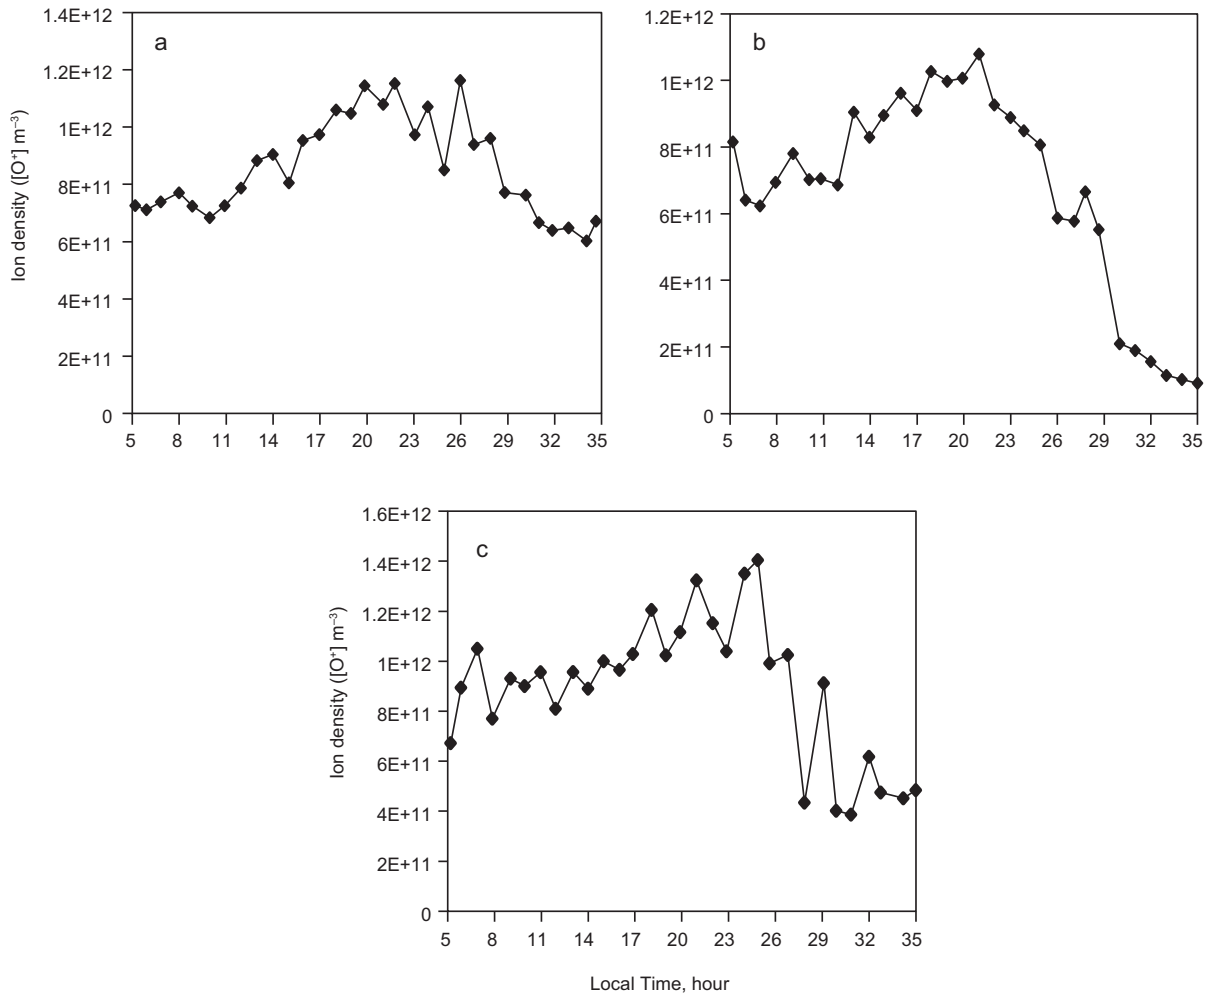 a
1.4E+12
1.2E+12
1E+12
8E+11
6E+11
4E+11
2E+11
0
Ion density ([O⁺] m⁻³)
5 8 11 14 17 20 23 26 29 32 35
b
1.2E+12
1E+12
8E+11
6E+11
4E+11
2E+11
0
5 8 11 14 17 20 23 26 29 32 35
c
1.6E+12
1.4E+12
1.2E+12
1E+12
8E+11
6E+11
4E+11
2E+11
0
Ion density ([O⁺] m⁻³)
5 8 11 14 17 20 23 26 29 32 35
Local Time, hour